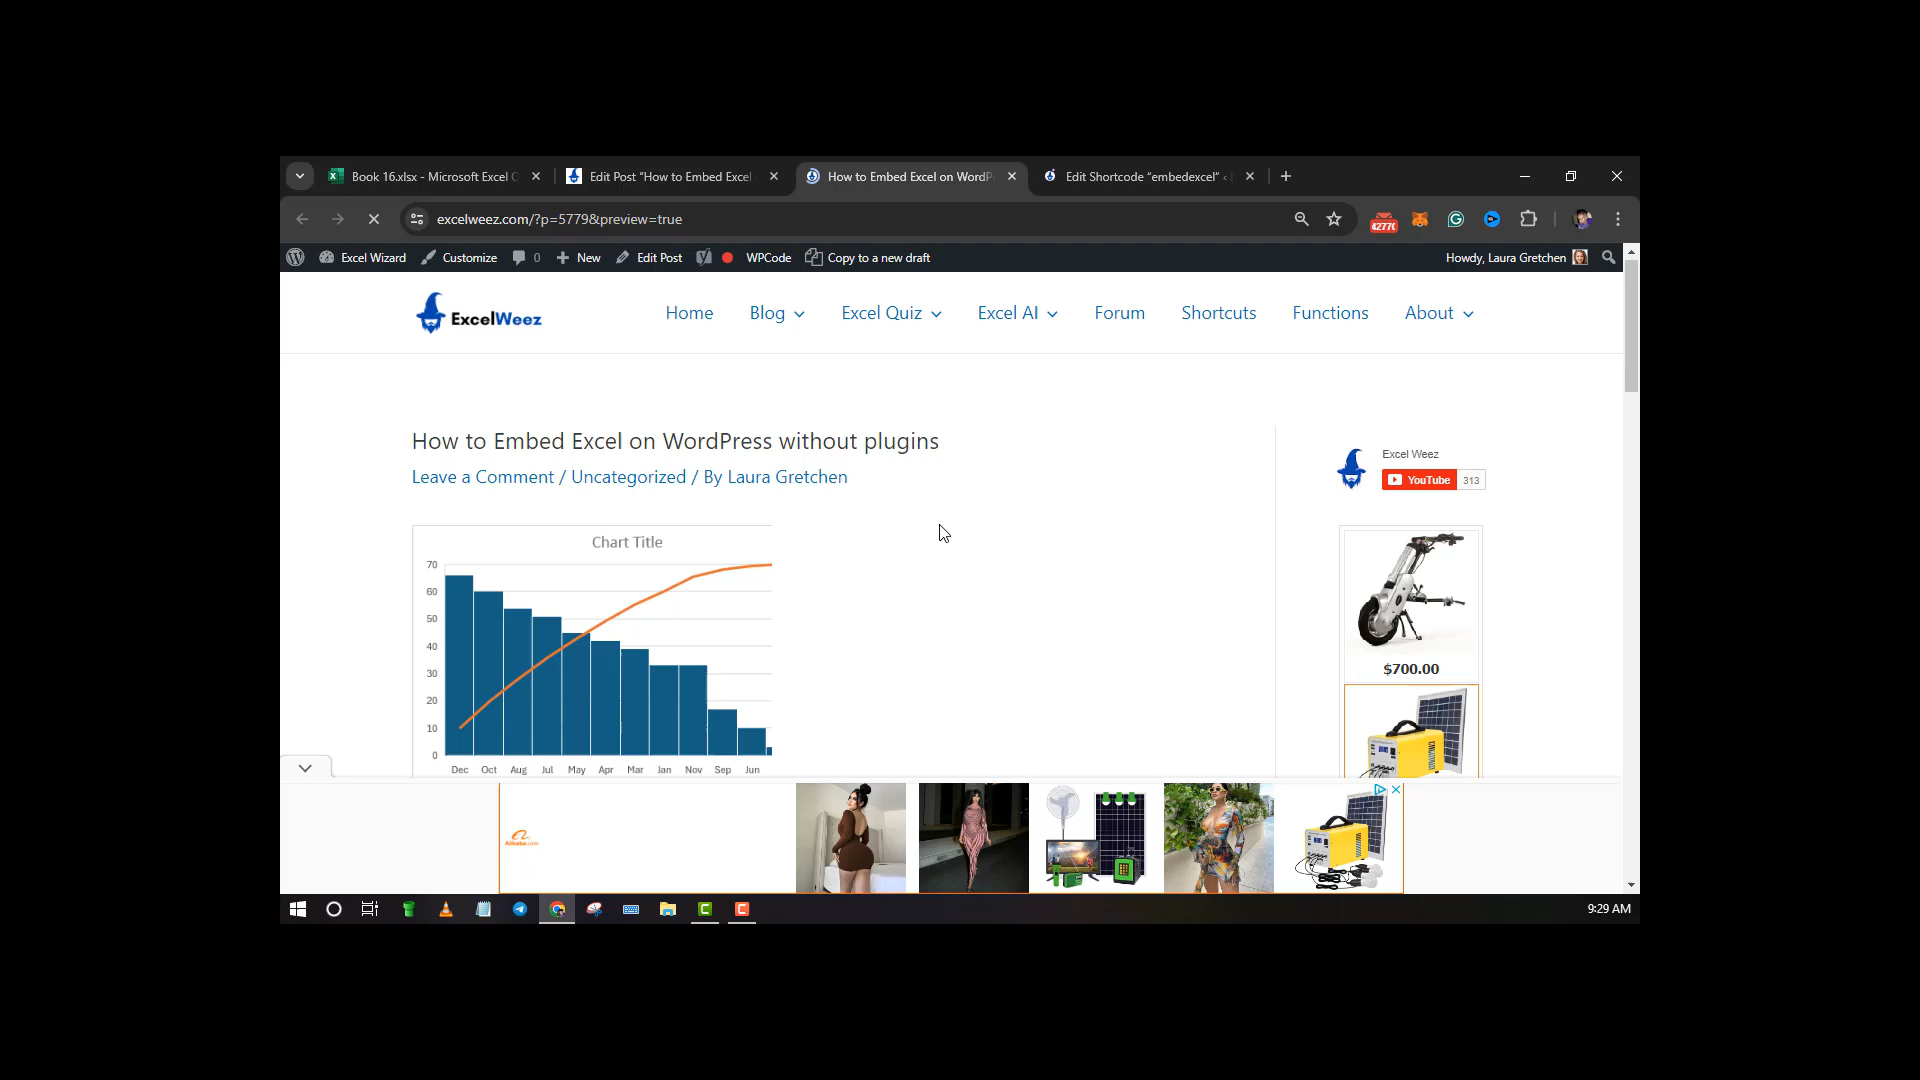 Book 16.xlsx - Microsoft Excel O
Edit Post "How to Embed Excel
How to Embed Excel on WordP
Edit Shortcode "embedexcel" ‹
excelweez.com/?p=5779&preview=true
Excel Wizard
Customize
0
New
Edit Post
WPCode
Copy to a new draft
Howdy, Laura Gretchen
ExcelWeez
Home
Blog
Excel Quiz
Excel AI
Forum
Shortcuts
Functions
About
How to Embed Excel on WordPress without plugins
Leave a Comment / Uncategorized / By Laura Gretchen
Excel Weez
YouTube 313
Chart Title
70
60
50
40
30
20
10
0
Dec Oct Aug Jul May Apr Mar Jan Nov Sep Jun
$700.00
Alibaba.com
9:29 AM